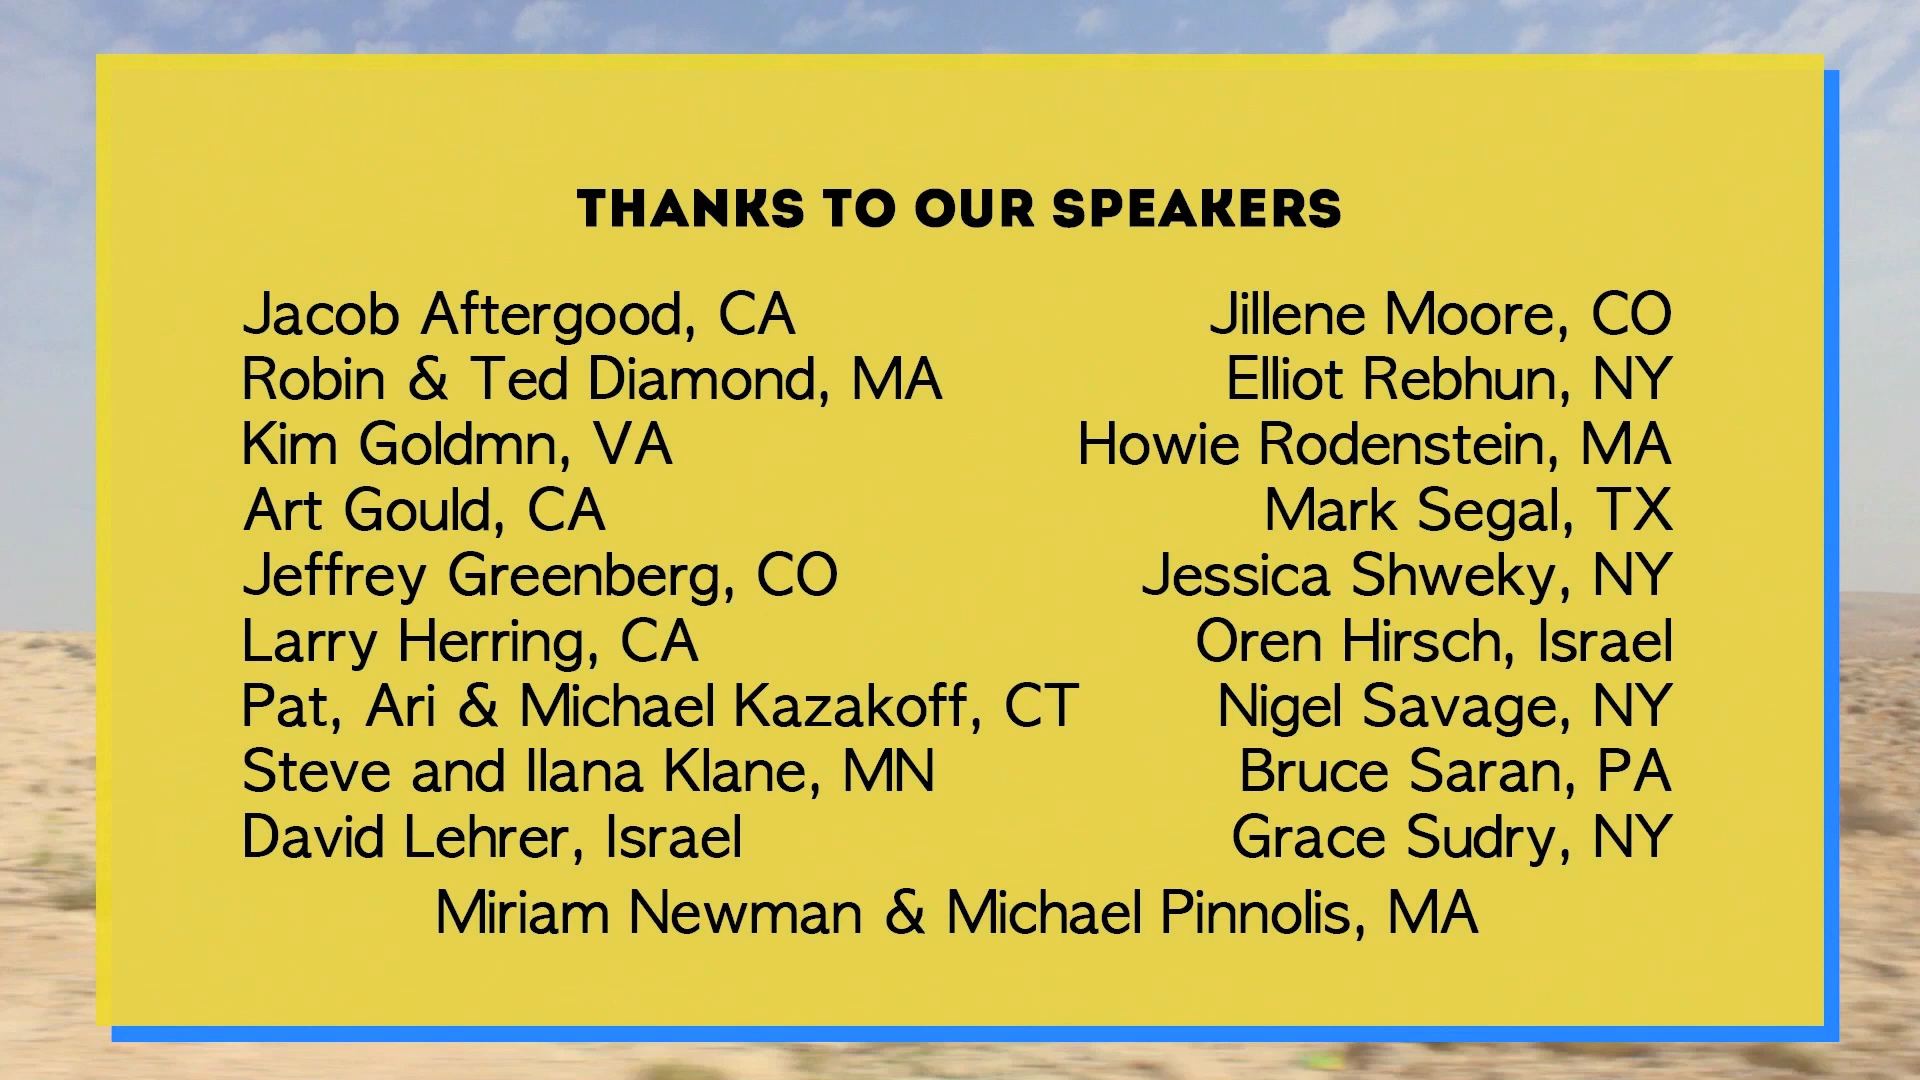 THANKS TO OUR SPEAKERS
Jacob Aftergood, CA
Robin & Ted Diamond, MA
Kim Goldmn, VA
Art Gould, CA
Jeffrey Greenberg, CO
Larry Herring, CA
Pat, Ari & Michael Kazakoff, CT
Steve and Ilana Klane, MN
David Lehrer, Israel
Jillene Moore, CO
Elliot Rebhun, NY
Howie Rodenstein, MA
Mark Segal, TX
Jessica Shweky, NY
Oren Hirsch, Israel
Nigel Savage, NY
Bruce Saran, PA
Grace Sudry, NY
Miriam Newman & Michael Pinnolis, MA